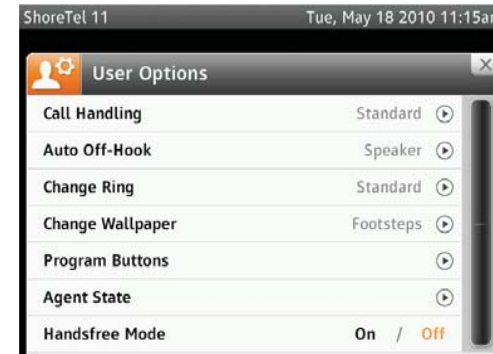 ShoreTel 11 Tue, May 18 2010 11:15am
User Options
Call Handling Standard
Auto Off-Hook Speaker
Change Ring Standard
Change Wallpaper Footsteps
Program Buttons
Agent State
Handsfree Mode On / Off